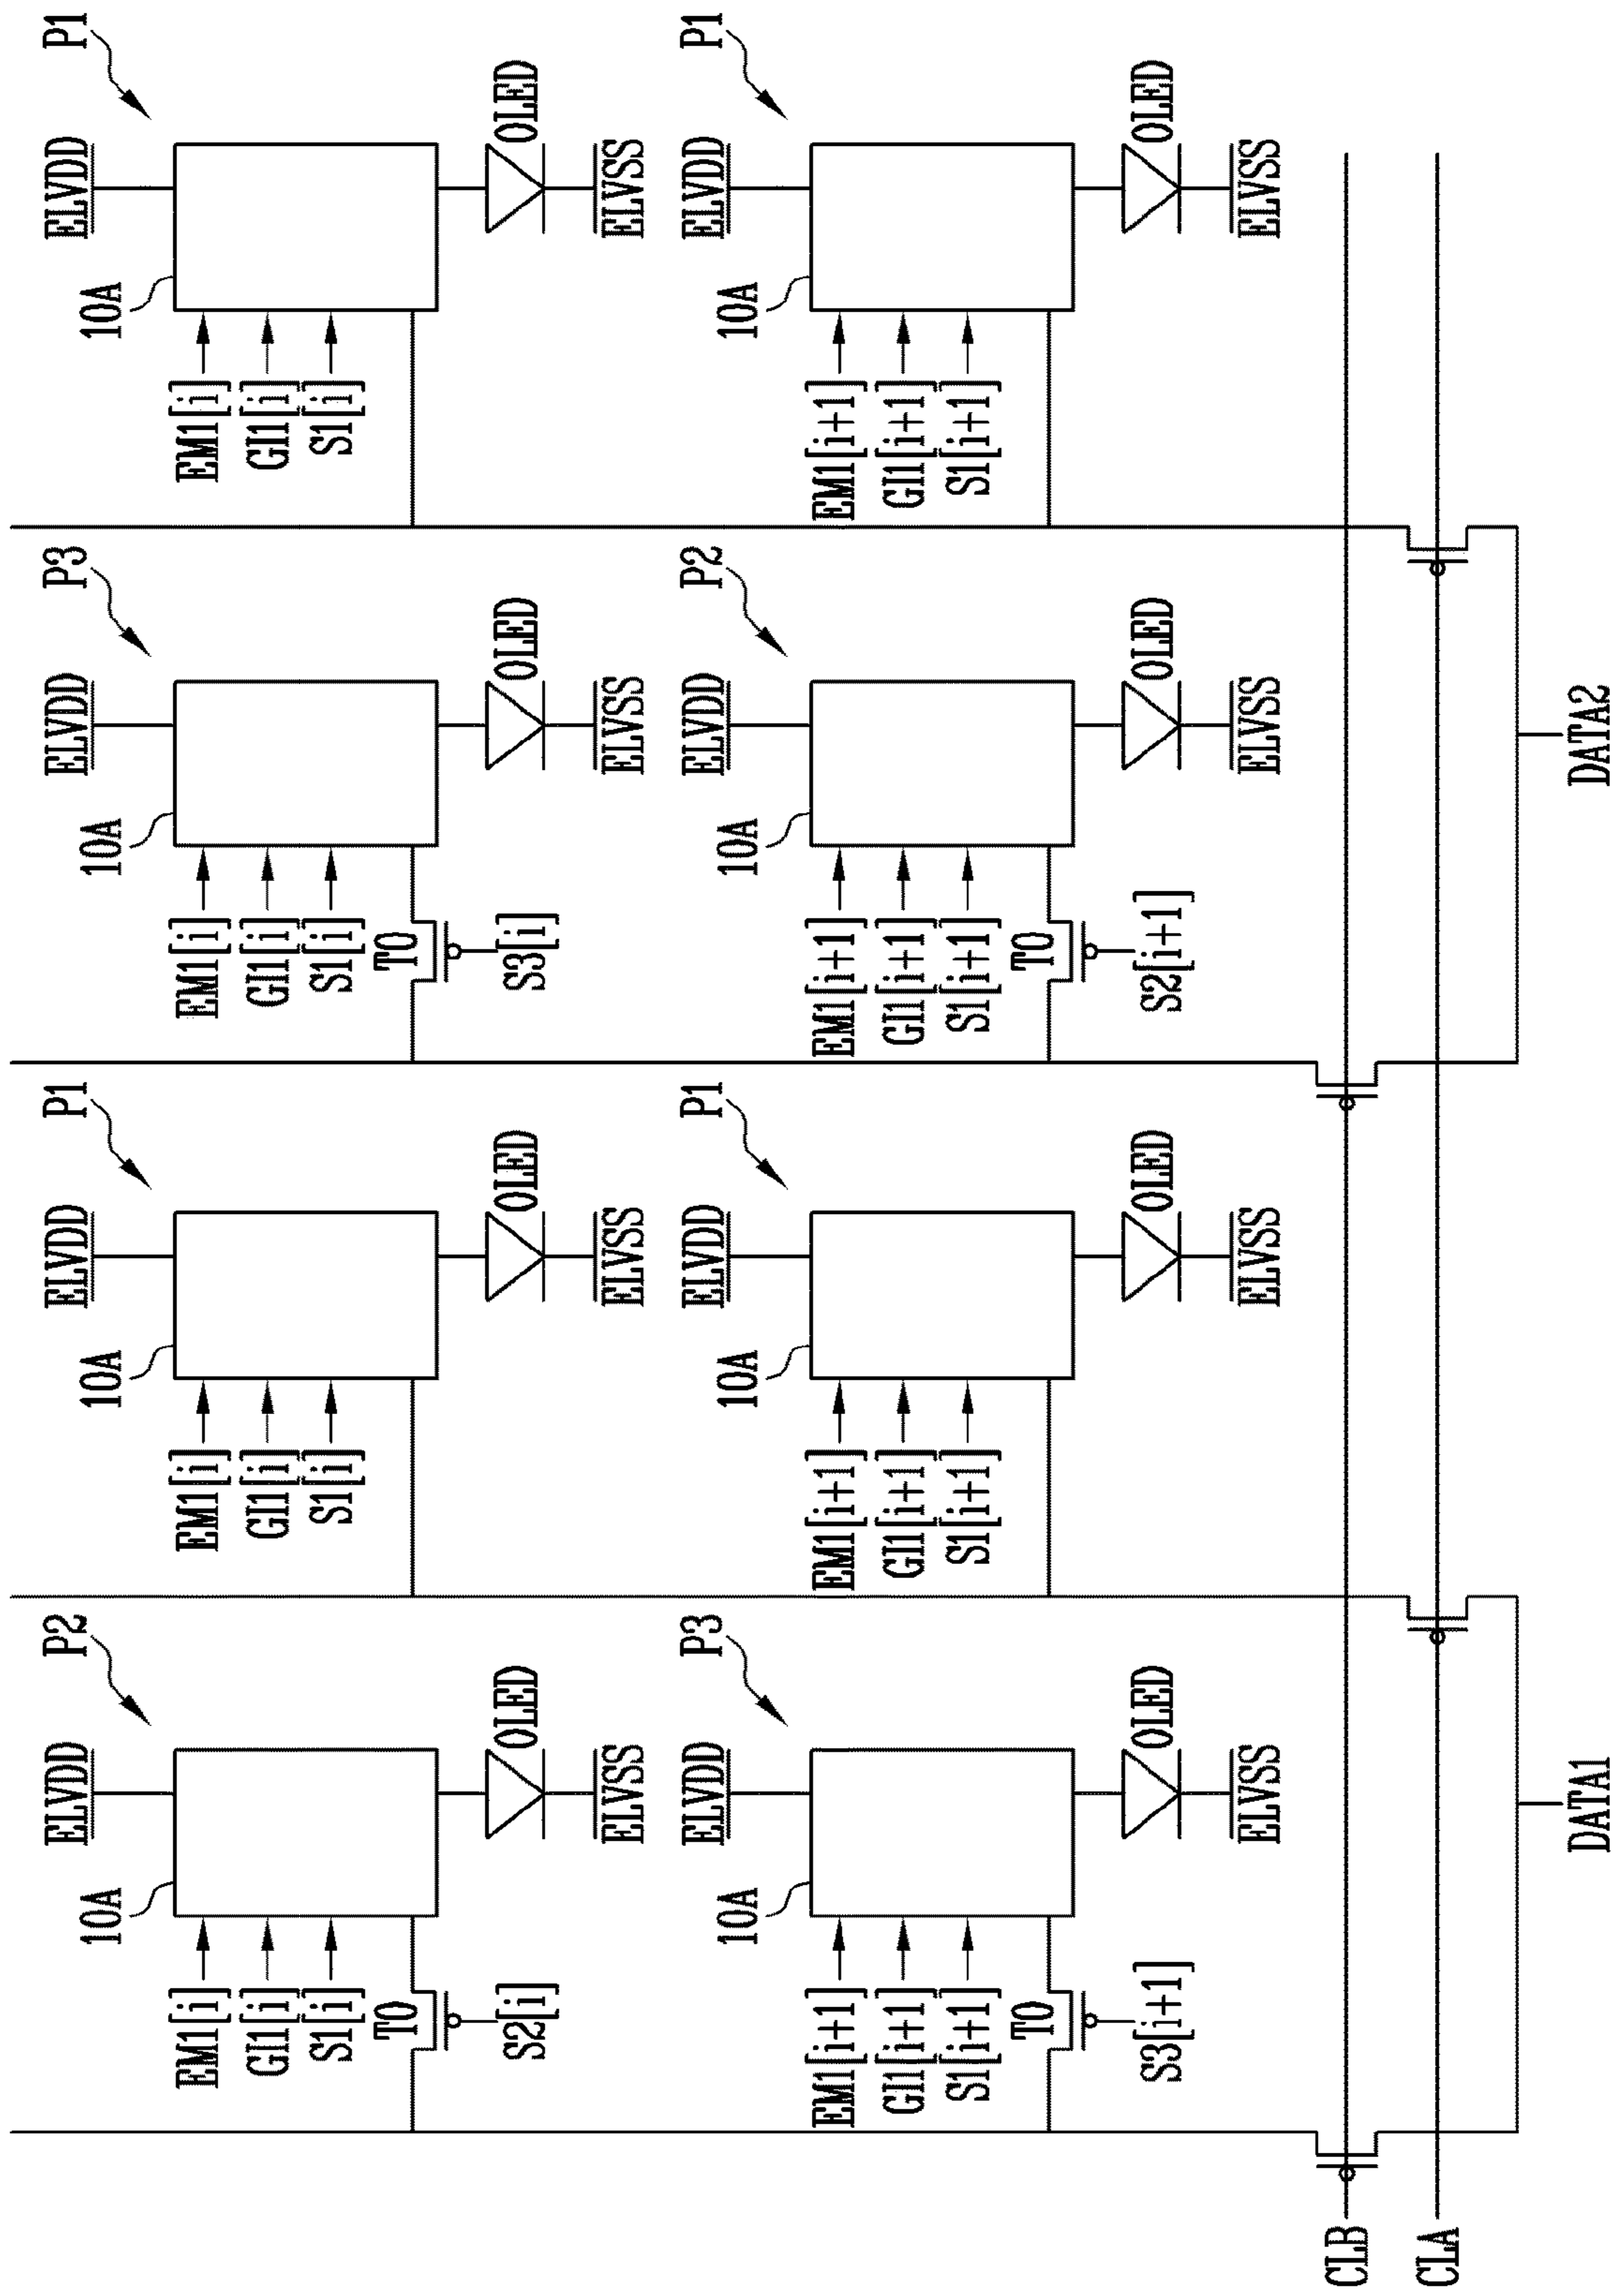 ELVDD
P2
10A
EM1[i]
GI1[i]
S1[i]
T0
S2[i]
OLED
ELVSS
ELVDD
P1
10A
EM1[i]
GI1[i]
S1[i]
OLED
ELVSS
ELVDD
P3
10A
EM1[i]
GI1[i]
S1[i]
T0
S3[i]
OLED
ELVSS
ELVDD
P1
10A
EM1[i]
GI1[i]
S1[i]
OLED
ELVSS
ELVDD
P3
10A
EM1[i+1]
GI1[i+1]
S1[i+1]
T0
S3[i+1]
OLED
ELVSS
ELVDD
P1
10A
EM1[i+1]
GI1[i+1]
S1[i+1]
OLED
ELVSS
ELVDD
P2
10A
EM1[i+1]
GI1[i+1]
S1[i+1]
T0
S2[i+1]
OLED
ELVSS
ELVDD
P1
10A
EM1[i+1]
GI1[i+1]
S1[i+1]
OLED
ELVSS
CLB
CLA
DATA1
DATA2